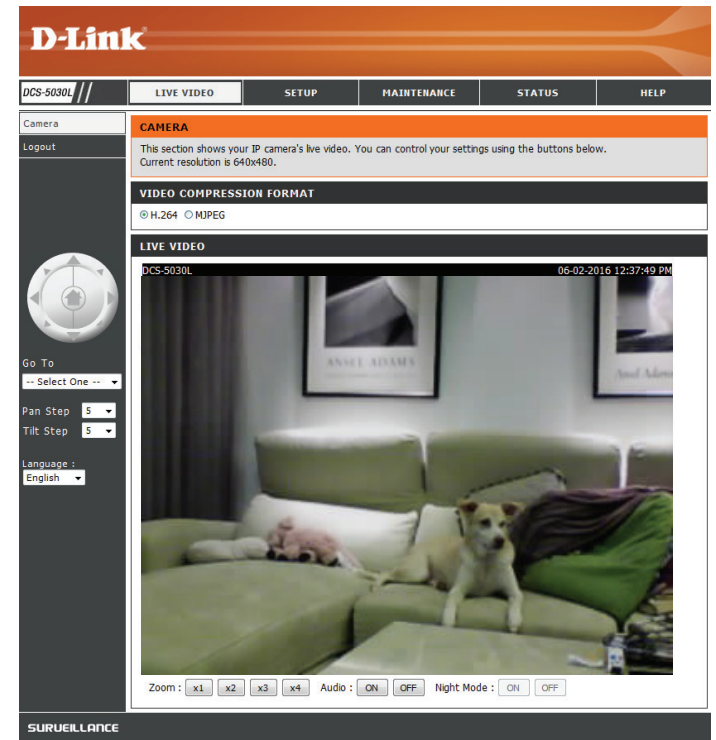 D-Link
DCS-5030L // LIVE VIDEO SETUP MAINTENANCE STATUS HELP
Camera
Logout
Go To
-- Select One --
Pan Step 5
Tilt Step 5
Language :
English
CAMERA
This section shows your IP camera's live video. You can control your settings using the buttons below.
Current resolution is 640x480.
VIDEO COMPRESSION FORMAT
H.264 MJPEG
LIVE VIDEO
DCS-5030L 06-02-2016 12:37:49 PM
ANSEL ADAMS
Ansel Adams
Zoom : x1 x2 x3 x4 Audio : ON OFF Night Mode : ON OFF
SURVEILLANCE